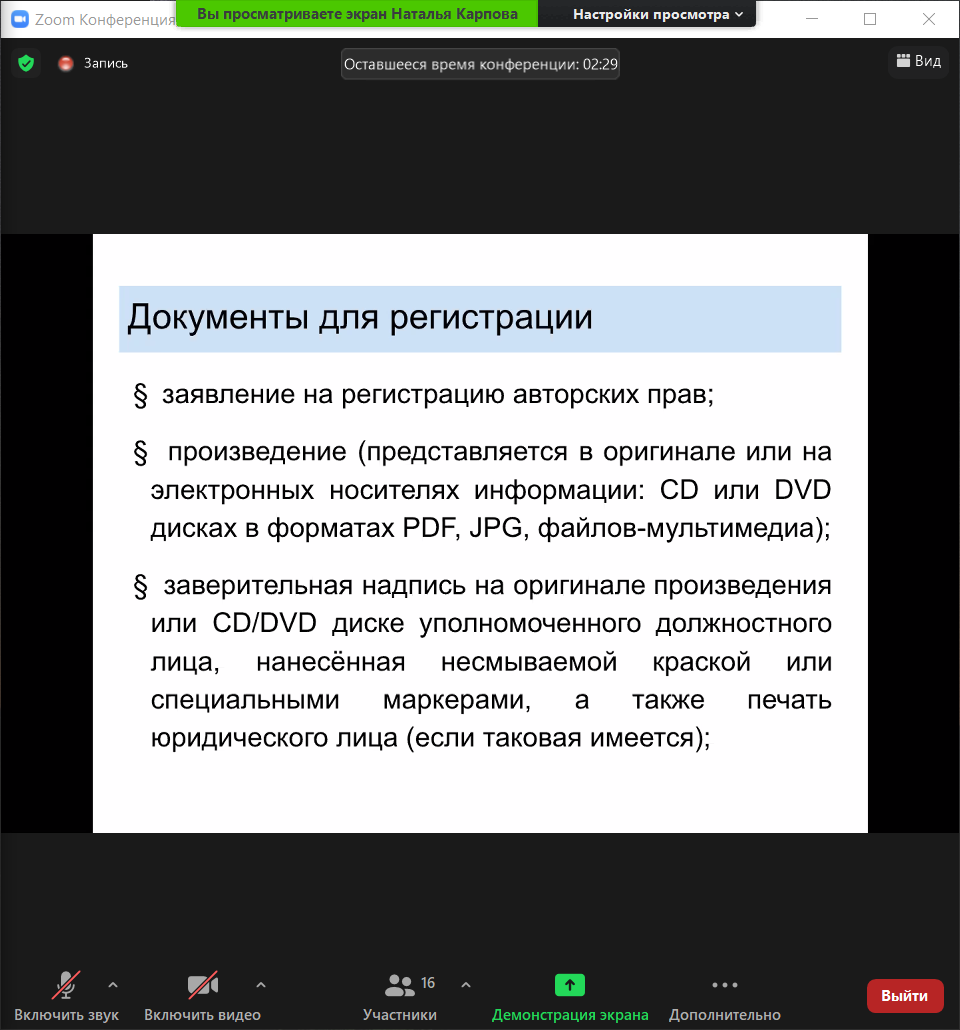 Zoom Конференция
Вы просматриваете экран Наталья Карпова
Настройки просмотра
Запись
Оставшееся время конференции: 02:29
Вид
Документы для регистрации
§ заявление на регистрацию авторских прав;
§ произведение (представляется в оригинале или на
электронных носителях информации: CD или DVD
дисках в форматах PDF, JPG, файлов-мультимедиа);
§ заверительная надпись на оригинале произведения
или CD/DVD диске уполномоченного должностного
лица, нанесённая несмываемой краской или
специальными маркерами, а также печать
юридического лица (если таковая имеется);
16
Включить звук
Включить видео
Участники
Демонстрация экрана
Дополнительно
Выйти